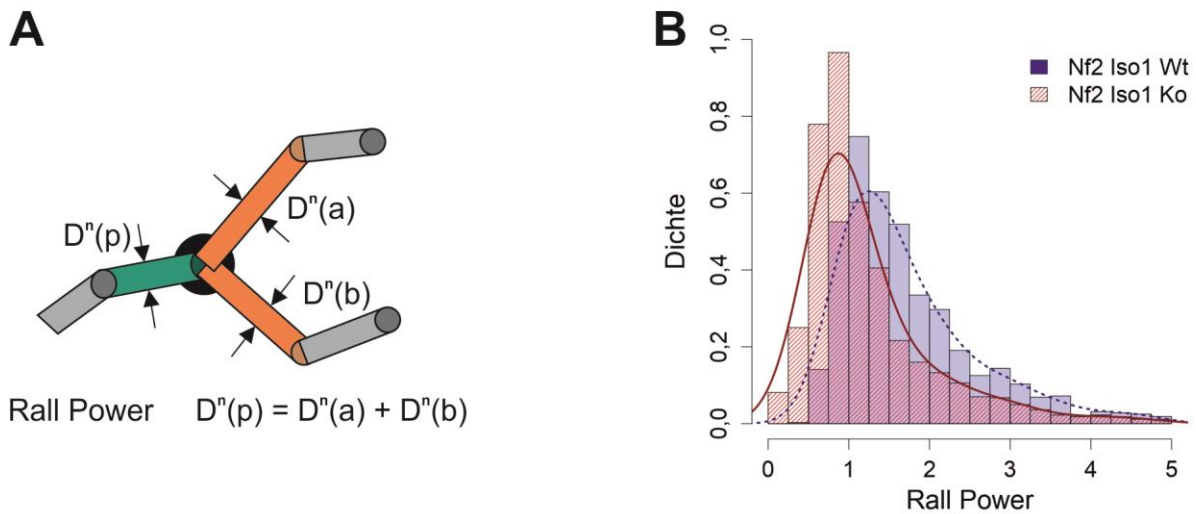 A
Dⁿ(a)
Dⁿ(p)
Dⁿ(b)
Rall Power Dⁿ(p) = Dⁿ(a) + Dⁿ(b)
B
Nf2 Iso1 Wt
Nf2 Iso1 Ko
Dichte
1,0
0,8
0,6
0,4
0,2
0,0
0 1 2 3 4 5
Rall Power